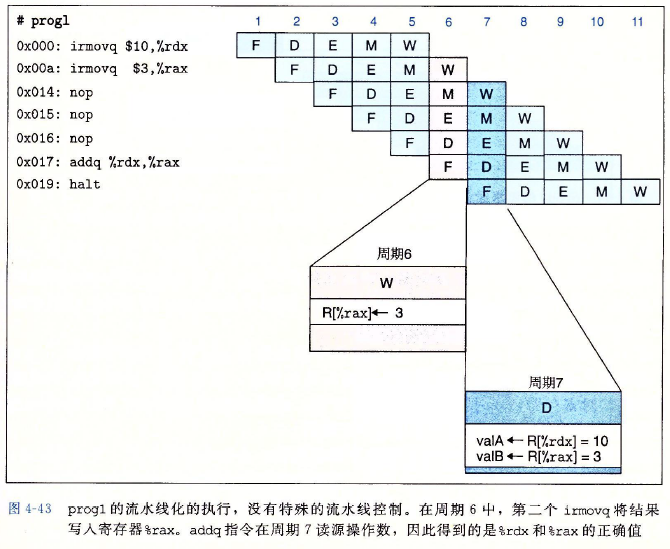 # prog1
1 2 3 4 5 6 7 8 9 10 11
0x000: irmovq $10,%rdx F D E M W
0x00a: irmovq $3,%rax F D E M W
0x014: nop F D E M W
0x015: nop F D E M W
0x016: nop F D E M W
0x017: addq %rdx,%rax F D E M W
0x019: halt F D E M W
周期6
W
R[%rax]← 3
周期7
D
valA ← R[%rdx] = 10
valB ← R[%rax] = 3
图 4-43 prog1 的流水线化的执行，没有特殊的流水线控制。在周期 6 中，第二个 irmovq 将结果
写入寄存器%rax。addq 指令在周期 7 读源操作数，因此得到的是%rdx 和%rax 的正确值